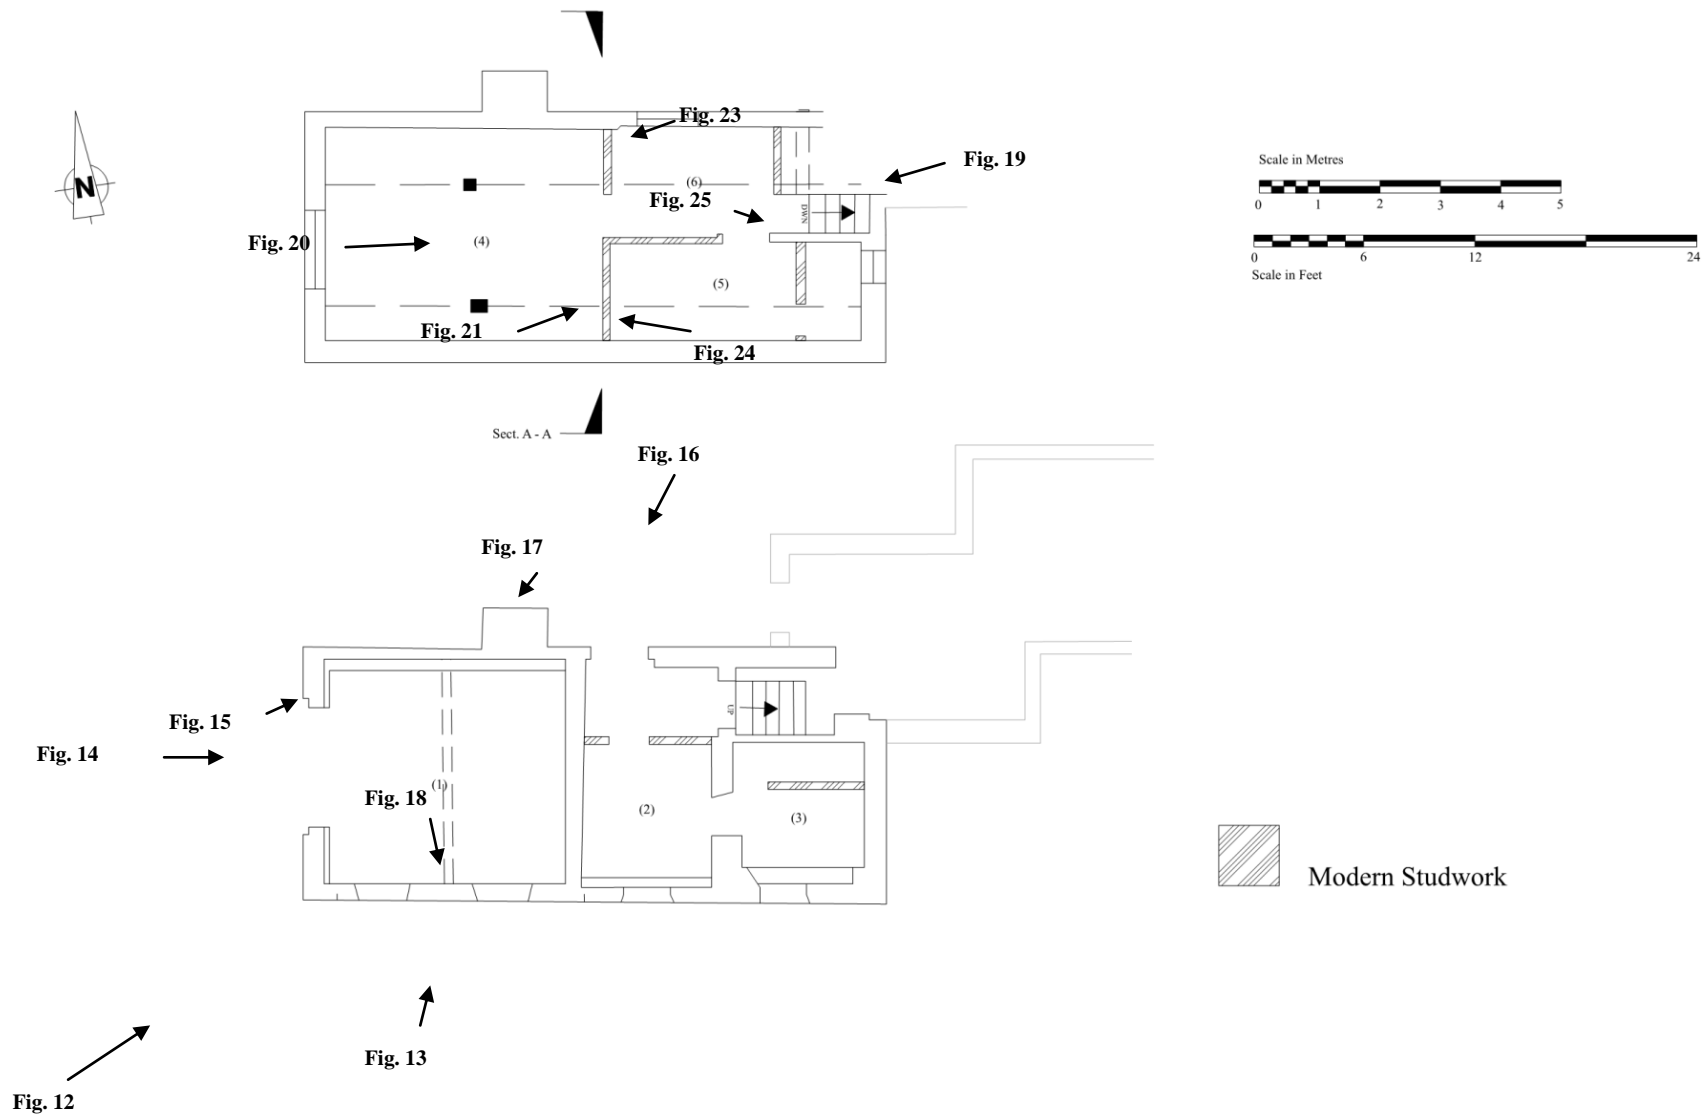 Fig. 23
N
Fig. 19
Scale in Metres
(6)
Fig. 25
0 1 2 3 4 5
DWN
Fig. 20
(4)
0 6 12 24
Scale in Feet
(5)
Fig. 21
Fig. 24
Sect. A - A
Fig. 16
Fig. 17
Fig. 15
UP
Fig. 14
(1)
Fig. 18
(2)
(3)
Modern Studwork
Fig. 13
Fig. 12